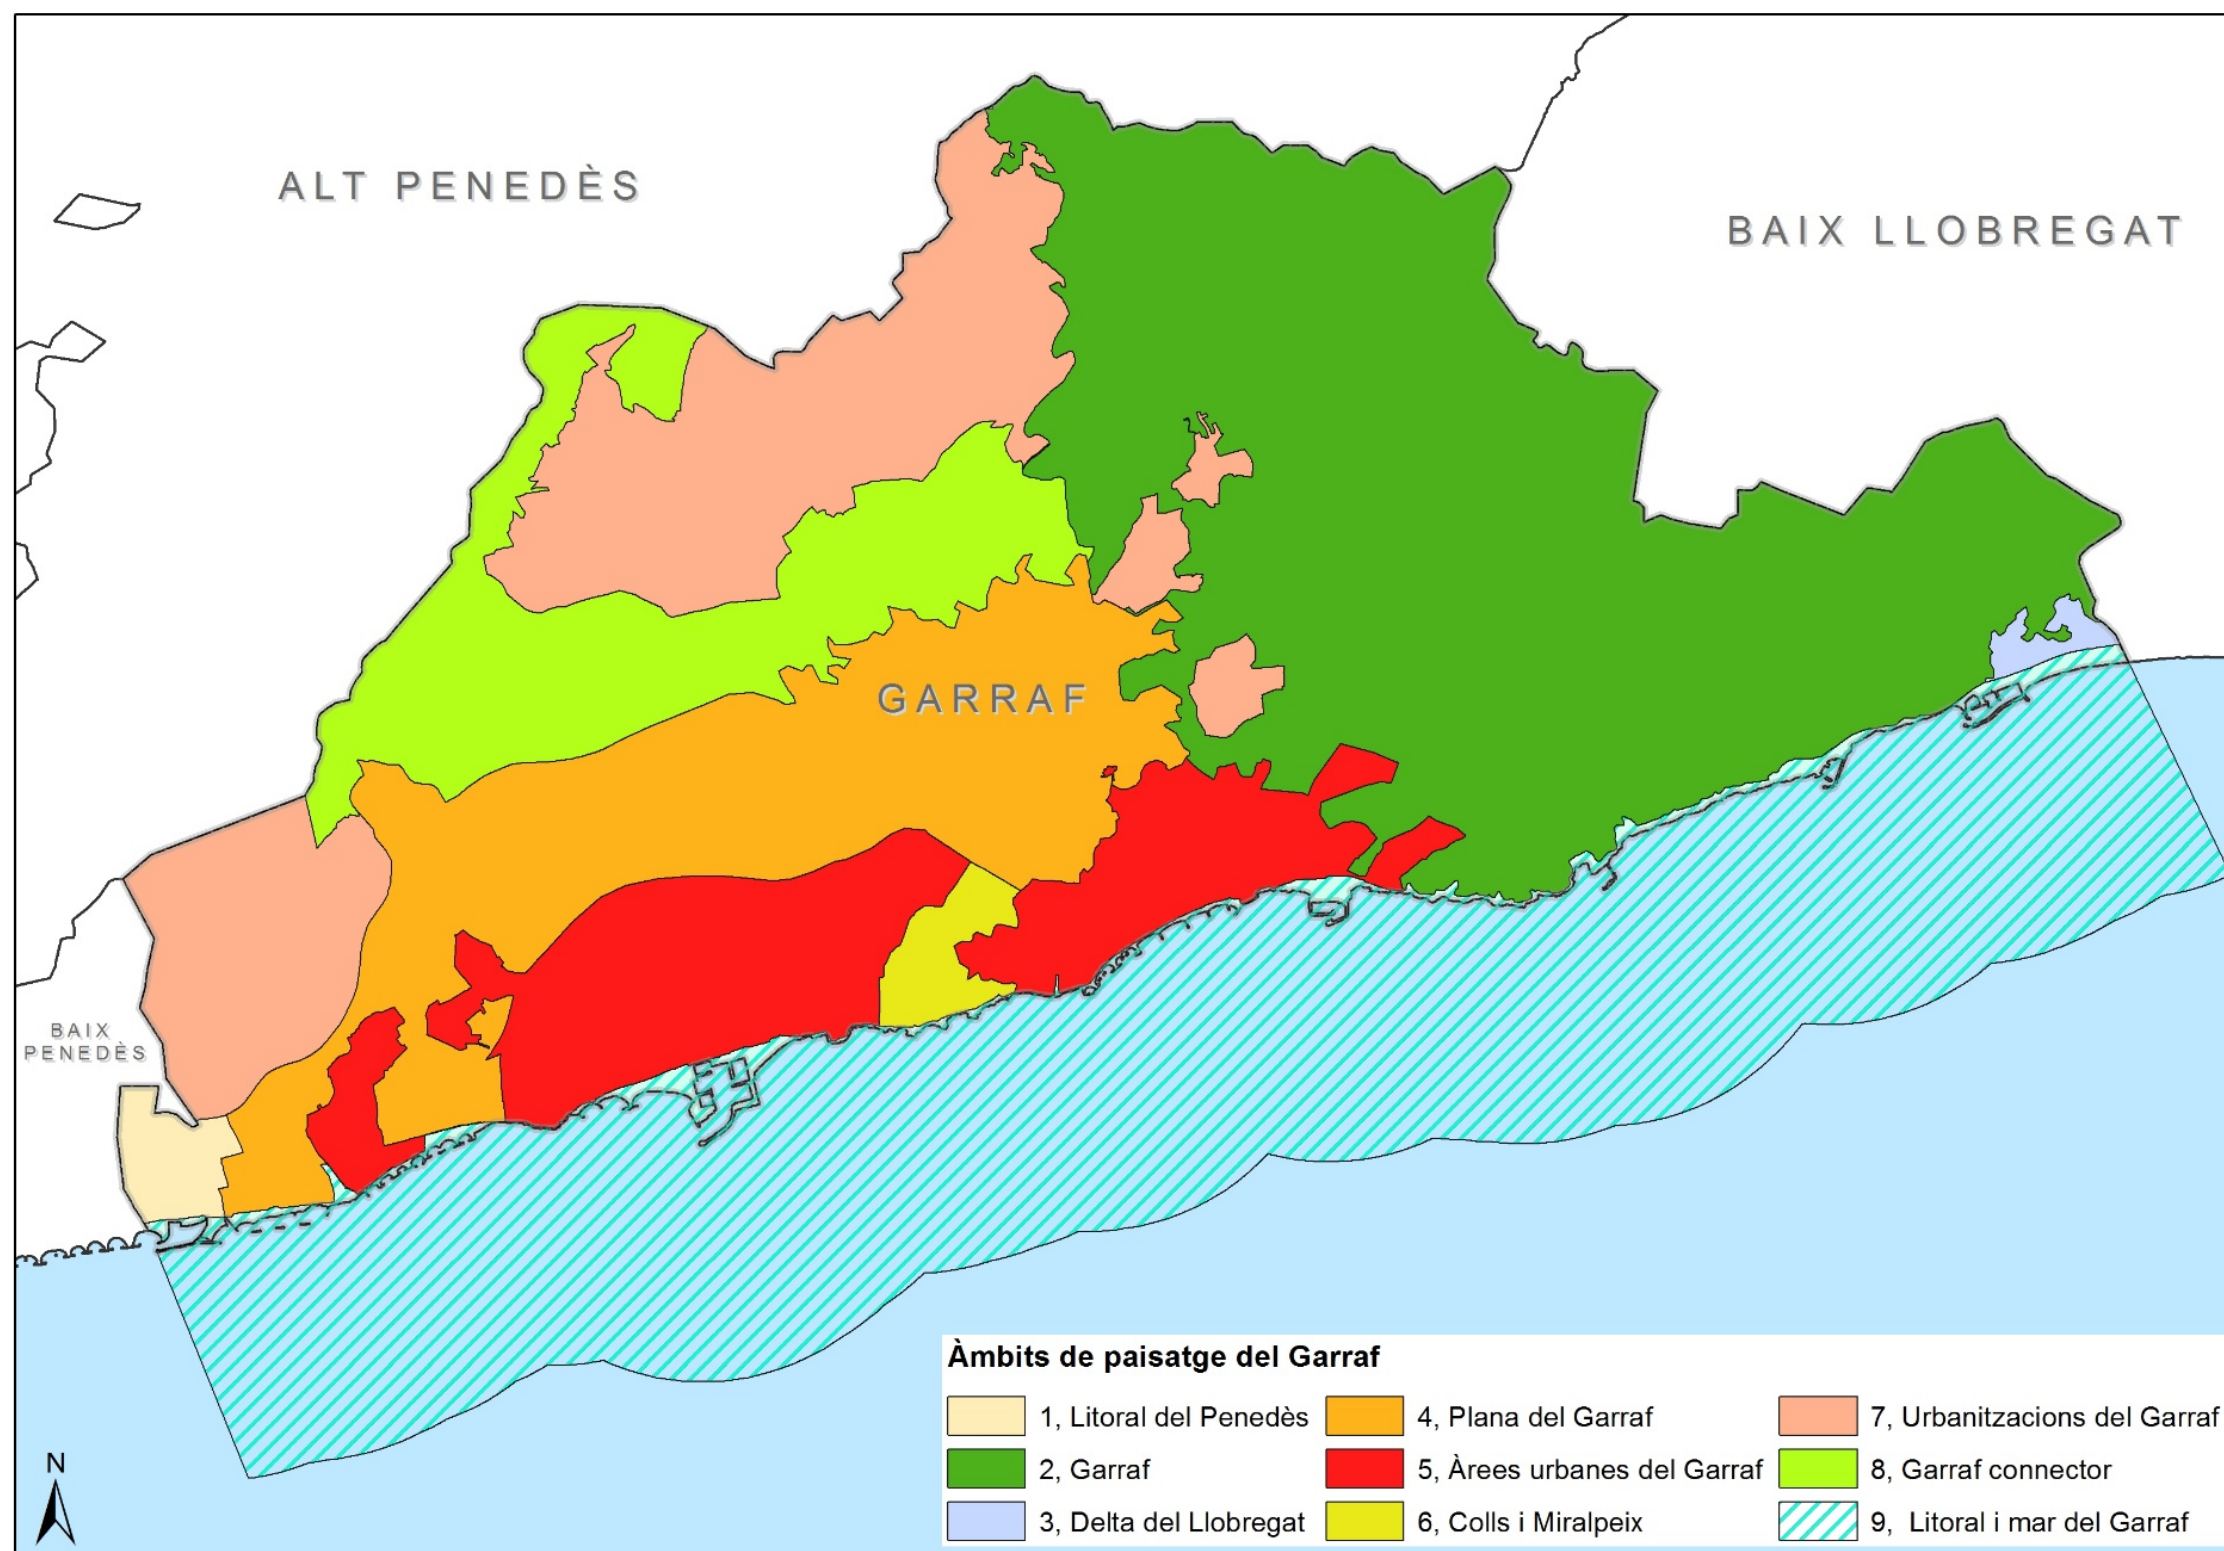 ALT PENEDÈS
BAIX LLOBREGAT
GARRAF
BAIX
PENEDÈS
Àmbits de paisatge del Garraf
1, Litoral del Penedès
2, Garraf
3, Delta del Llobregat
4, Plana del Garraf
5, Àrees urbanes del Garraf
6, Colls i Miralpeix
7, Urbanitzacions del Garraf
8, Garraf connector
9, Litoral i mar del Garraf
N